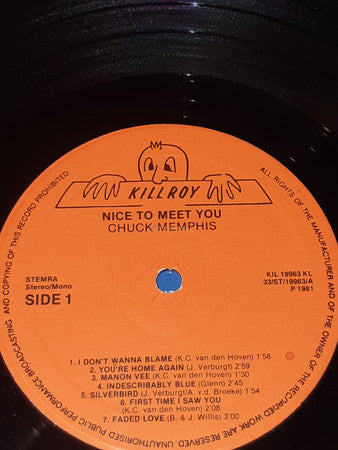 KILLROY
NICE TO MEET YOU
CHUCK MEMPHIS
STEMRA
Stereo/Mono
SIDE 1
KIL 19963 KL
33/ST/19963/A
P 1981
1. I DON'T WANNA BLAME (K.C. van den Hoven) 1'58
2. YOU'RE HOME AGAIN (J. Verburgt) 2'31
3. MANON VEE (K.C. van den Hoven) 1'30
4. INDESCRIBABLY BLUE (Glenn) 2'45
5. SILVERBIRD (J. Verburgt/A. v.d. Broeke) 1'54
6. FIRST TIME I SAW YOU
(K.C. van den Hoven) 2'08
7. FADED LOVE (B. & J. Willis) 3'00
ALL RIGHTS OF THE MANUFACTURER AND OF THE OWNER OF THE RECORDED WORK ARE RESERVED. UNAUTHORISED PUBLIC PERFORMANCE BROADCASTING AND COPYING OF THIS RECORD PROHIBITED